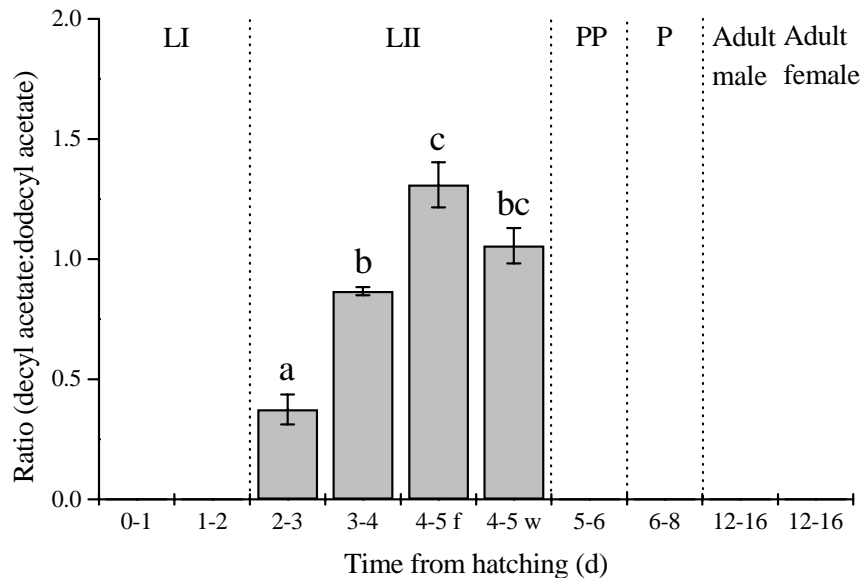 2.0
1.5
1.0
0.5
0.0
Ratio (decyl acetate:dodecyl acetate)
LI
LII
PP
P
Adult
male
Adult
female
a
b
c
bc
0-1
1-2
2-3
3-4
4-5 f
4-5 w
5-6
6-8
12-16
12-16
Time from hatching (d)